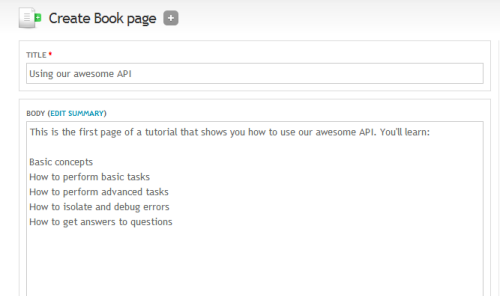 Create Book page
TITLE *
Using our awesome API
BODY (EDIT SUMMARY)
This is the first page of a tutorial that shows you how to use our awesome API. You'll learn:
Basic concepts
How to perform basic tasks
How to perform advanced tasks
How to isolate and debug errors
How to get answers to questions